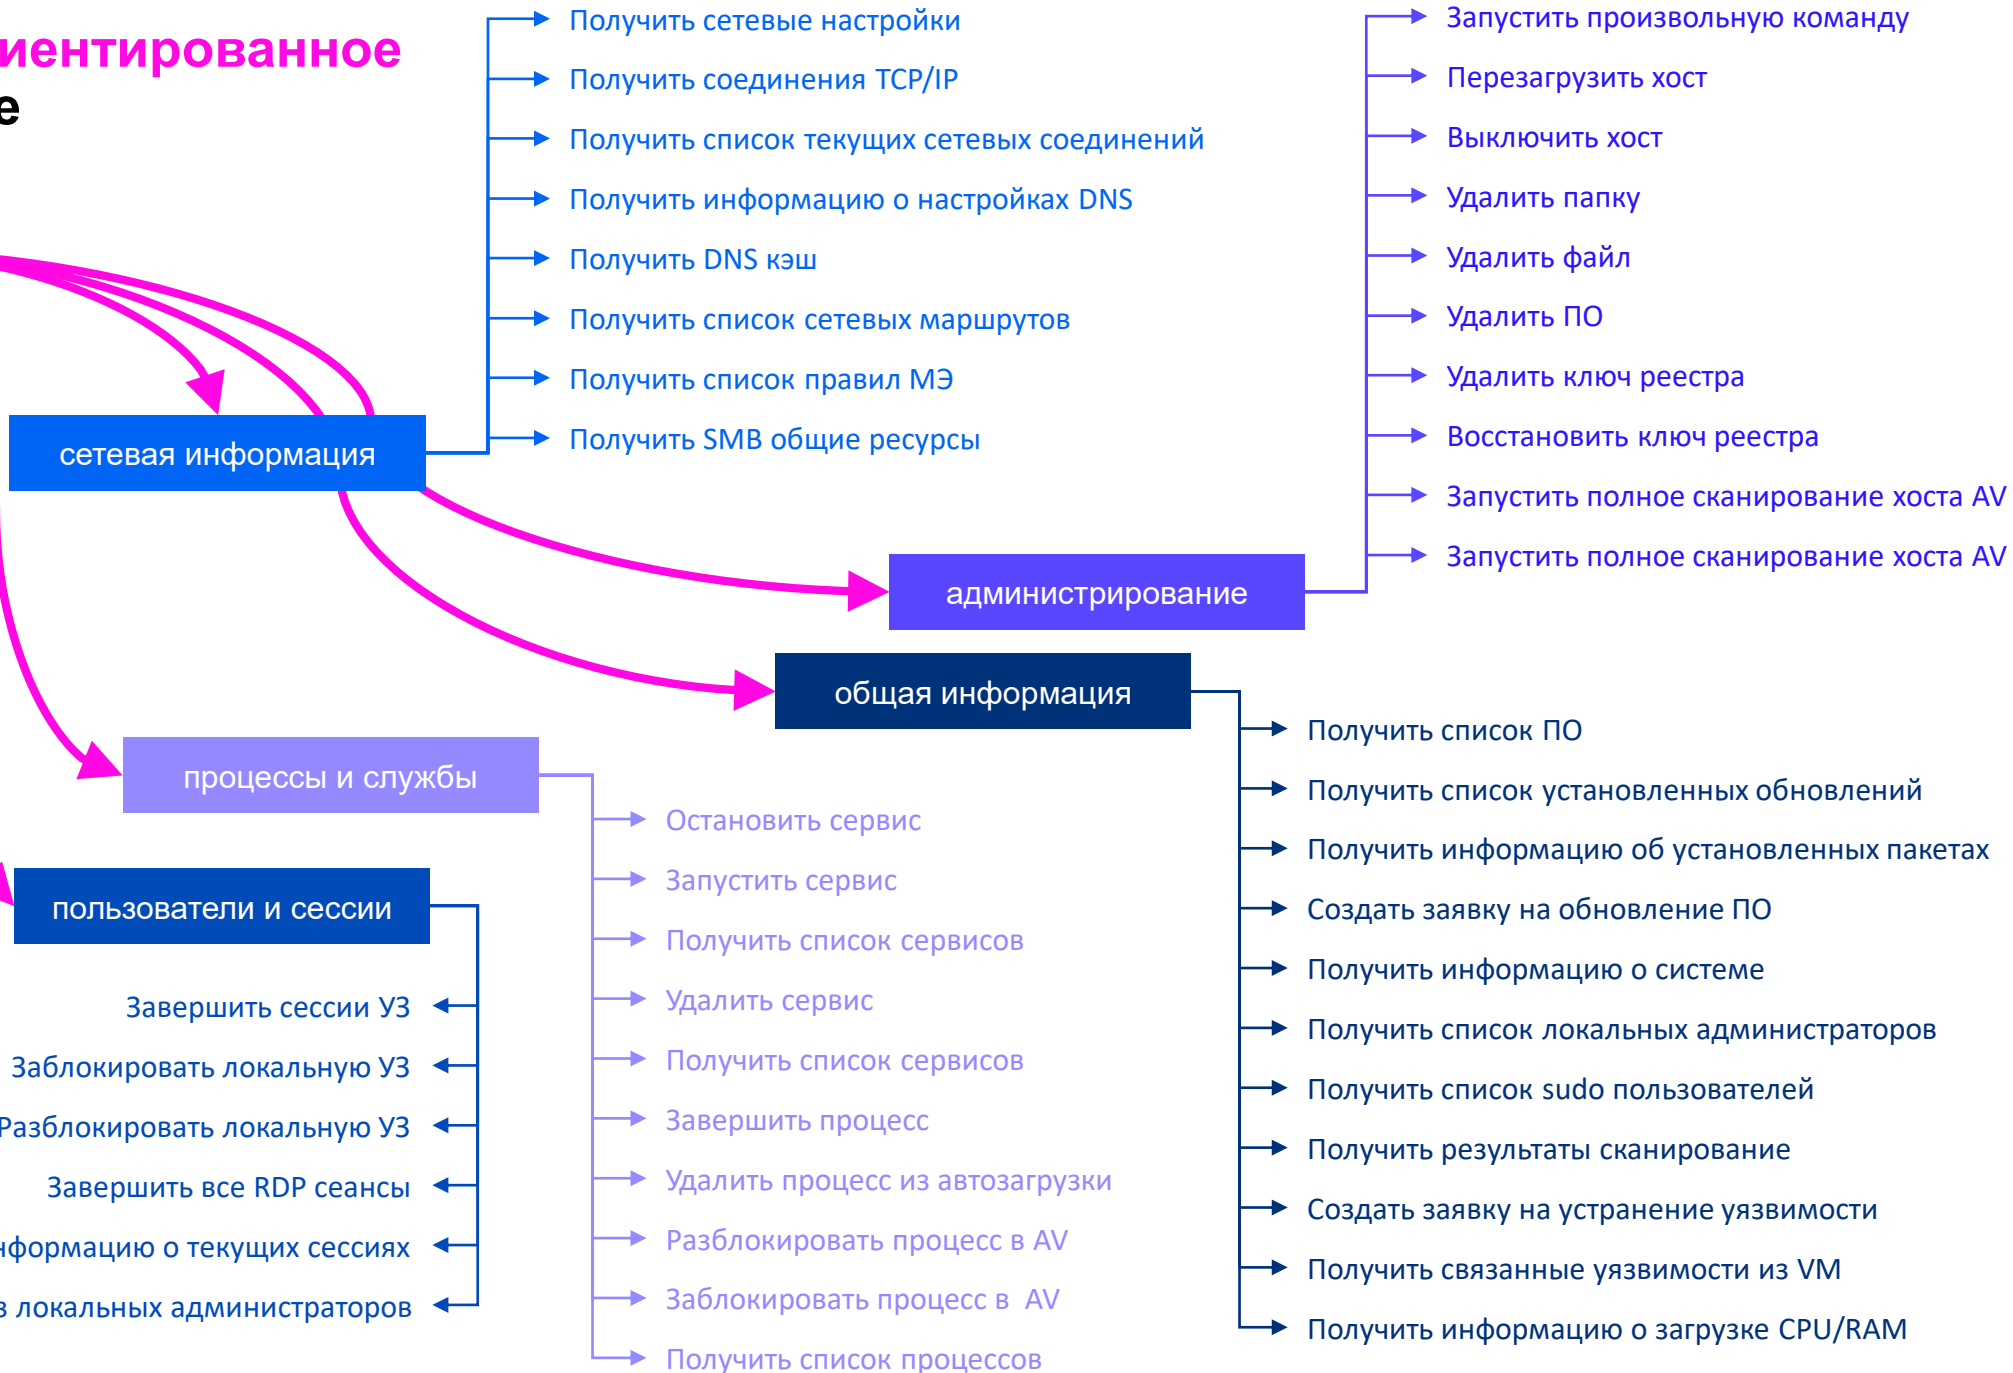 иентированное
е
Получить сетевые настройки
Получить соединения TCP/IP
Получить список текущих сетевых соединений
Получить информацию о настройках DNS
Получить DNS кэш
Получить список сетевых маршрутов
Получить список правил МЭ
Получить SMB общие ресурсы
сетевая информация
Запустить произвольную команду
Перезагрузить хост
Выключить хост
Удалить папку
Удалить файл
Удалить ПО
Удалить ключ реестра
Восстановить ключ реестра
Запустить полное сканирование хоста AV
Запустить полное сканирование хоста AV
администрирование
общая информация
Получить список ПО
Получить список установленных обновлений
Получить информацию об установленных пакетах
Создать заявку на обновление ПО
Получить информацию о системе
Получить список локальных администраторов
Получить список sudo пользователей
Получить результаты сканирование
Создать заявку на устранение уязвимости
Получить связанные уязвимости из VM
Получить информацию о загрузке CPU/RAM
процессы и службы
Остановить сервис
Запустить сервис
Получить список сервисов
Удалить сервис
Получить список сервисов
Завершить процесс
Удалить процесс из автозагрузки
Разблокировать процесс в AV
Заблокировать процесс в AV
Получить список процессов
пользователи и сессии
Завершить сессии УЗ
Заблокировать локальную УЗ
Разблокировать локальную УЗ
Завершить все RDP сеансы
нформацию о текущих сессиях
з локальных администраторов